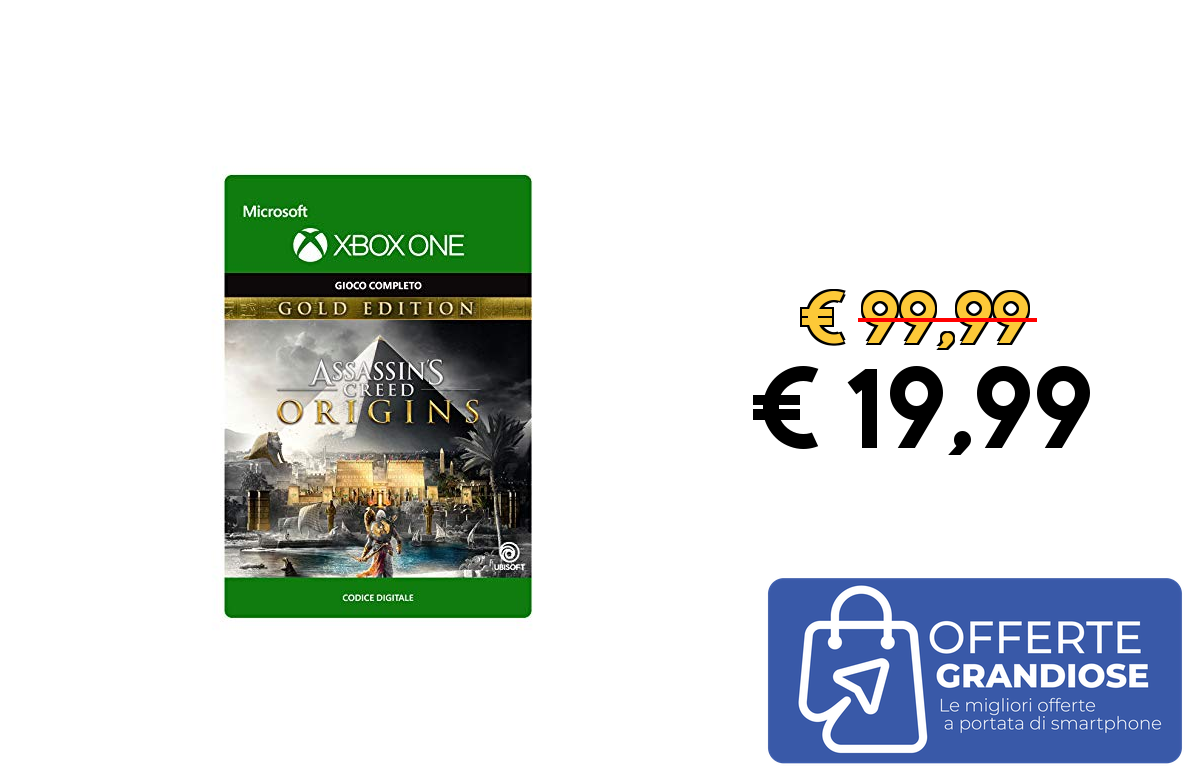 Microsoft
XBOX ONE
GIOCO COMPLETO
GOLD EDITION
ASSASSIN'S
CREED
ORIGINS
UBISOFT
CODICE DIGITALE
€ 99,99
€ 19,99
OFFERTE
GRANDIOSE
Le migliori offerte
a portata di smartphone